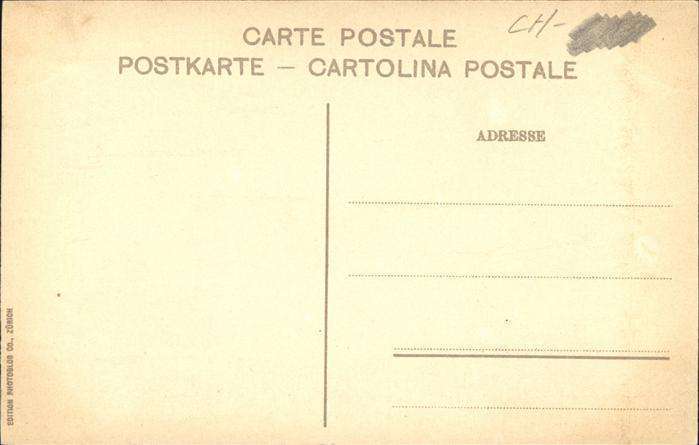 CH-
CARTE POSTALE
POSTKARTE — CARTOLINA POSTALE
ADRESSE
EDITION PHOTOGLOB CO., ZÜRICH